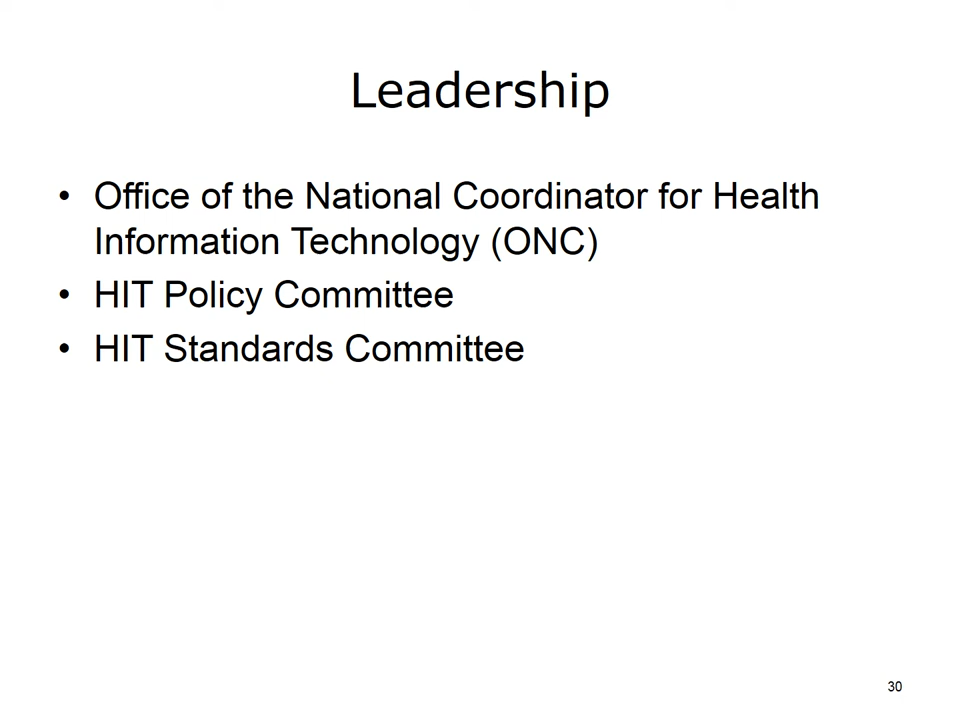 Leadership
• Office of the National Coordinator for Health
Information Technology (ONC)
• HIT Policy Committee
• HIT Standards Committee
30